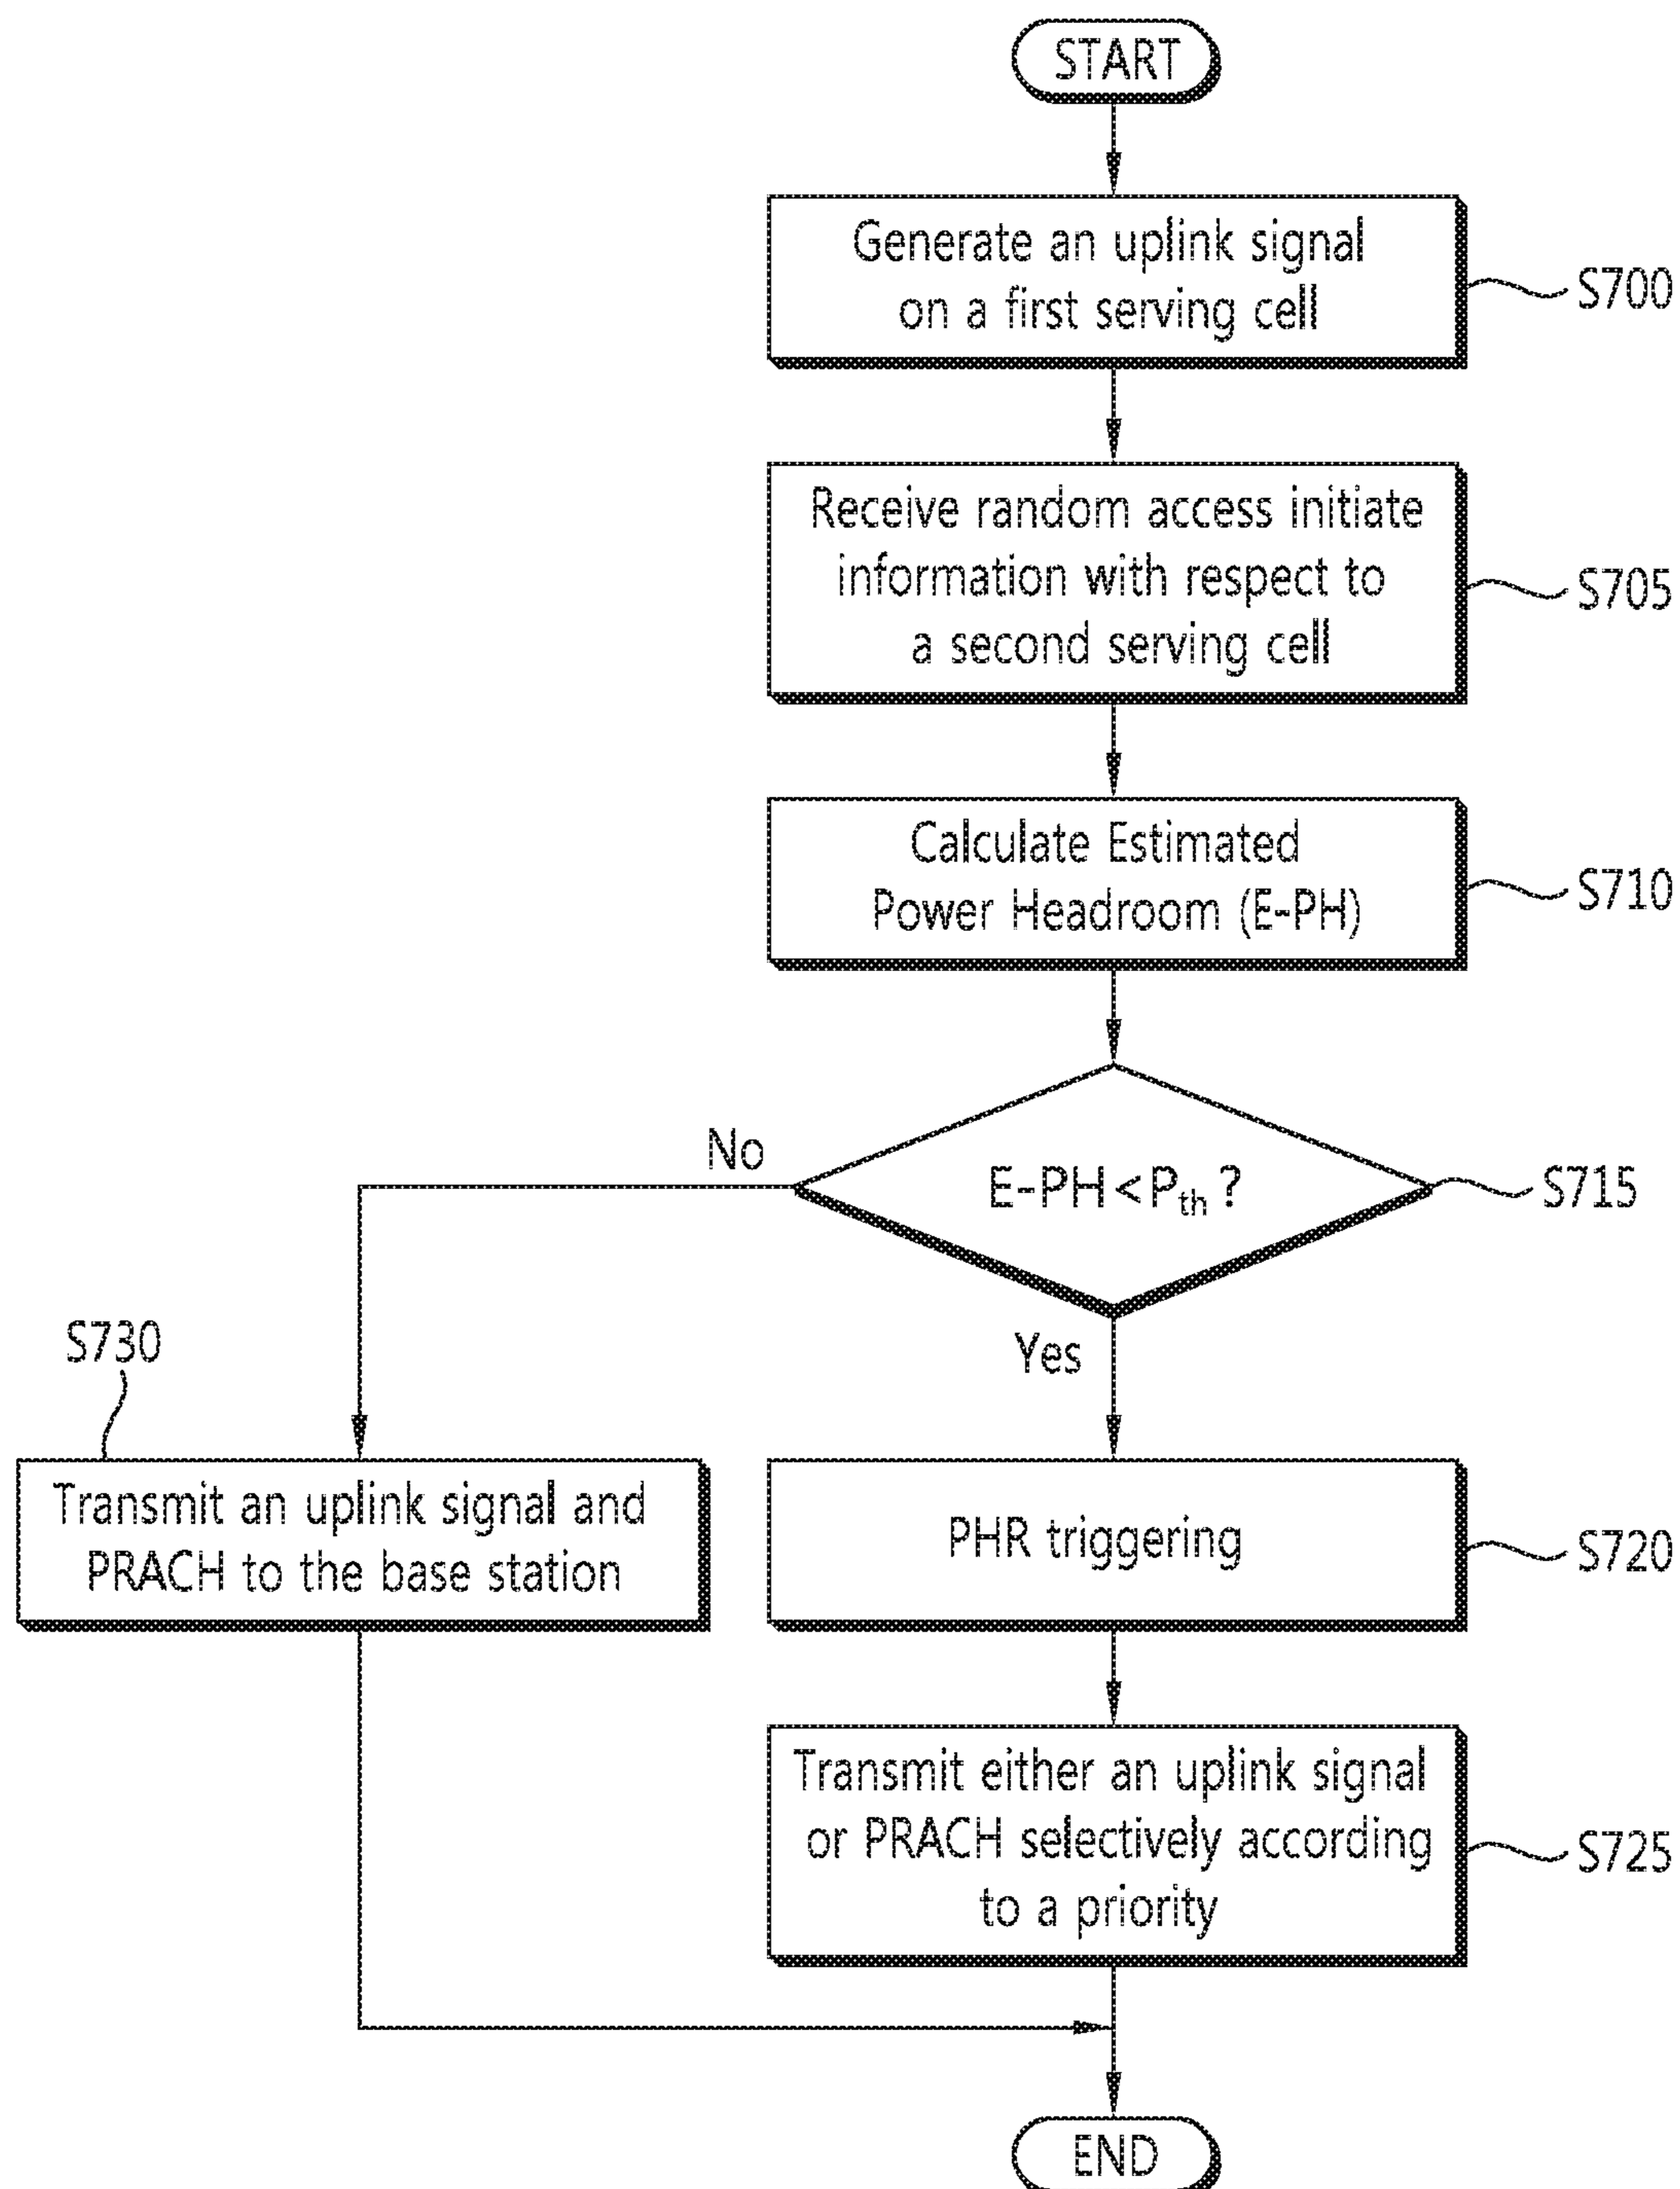 START
Generate an uplink signal
on a first serving cell
S700
Receive random access initiate
information with respect to
a second serving cell
S705
Calculate Estimated
Power Headroom (E-PH)
S710
No
E-PH<Pth ?
S715
S730
Yes
Transmit an uplink signal and
PRACH to the base station
PHR triggering
S720
Transmit either an uplink signal
or PRACH selectively according
to a priority
S725
END